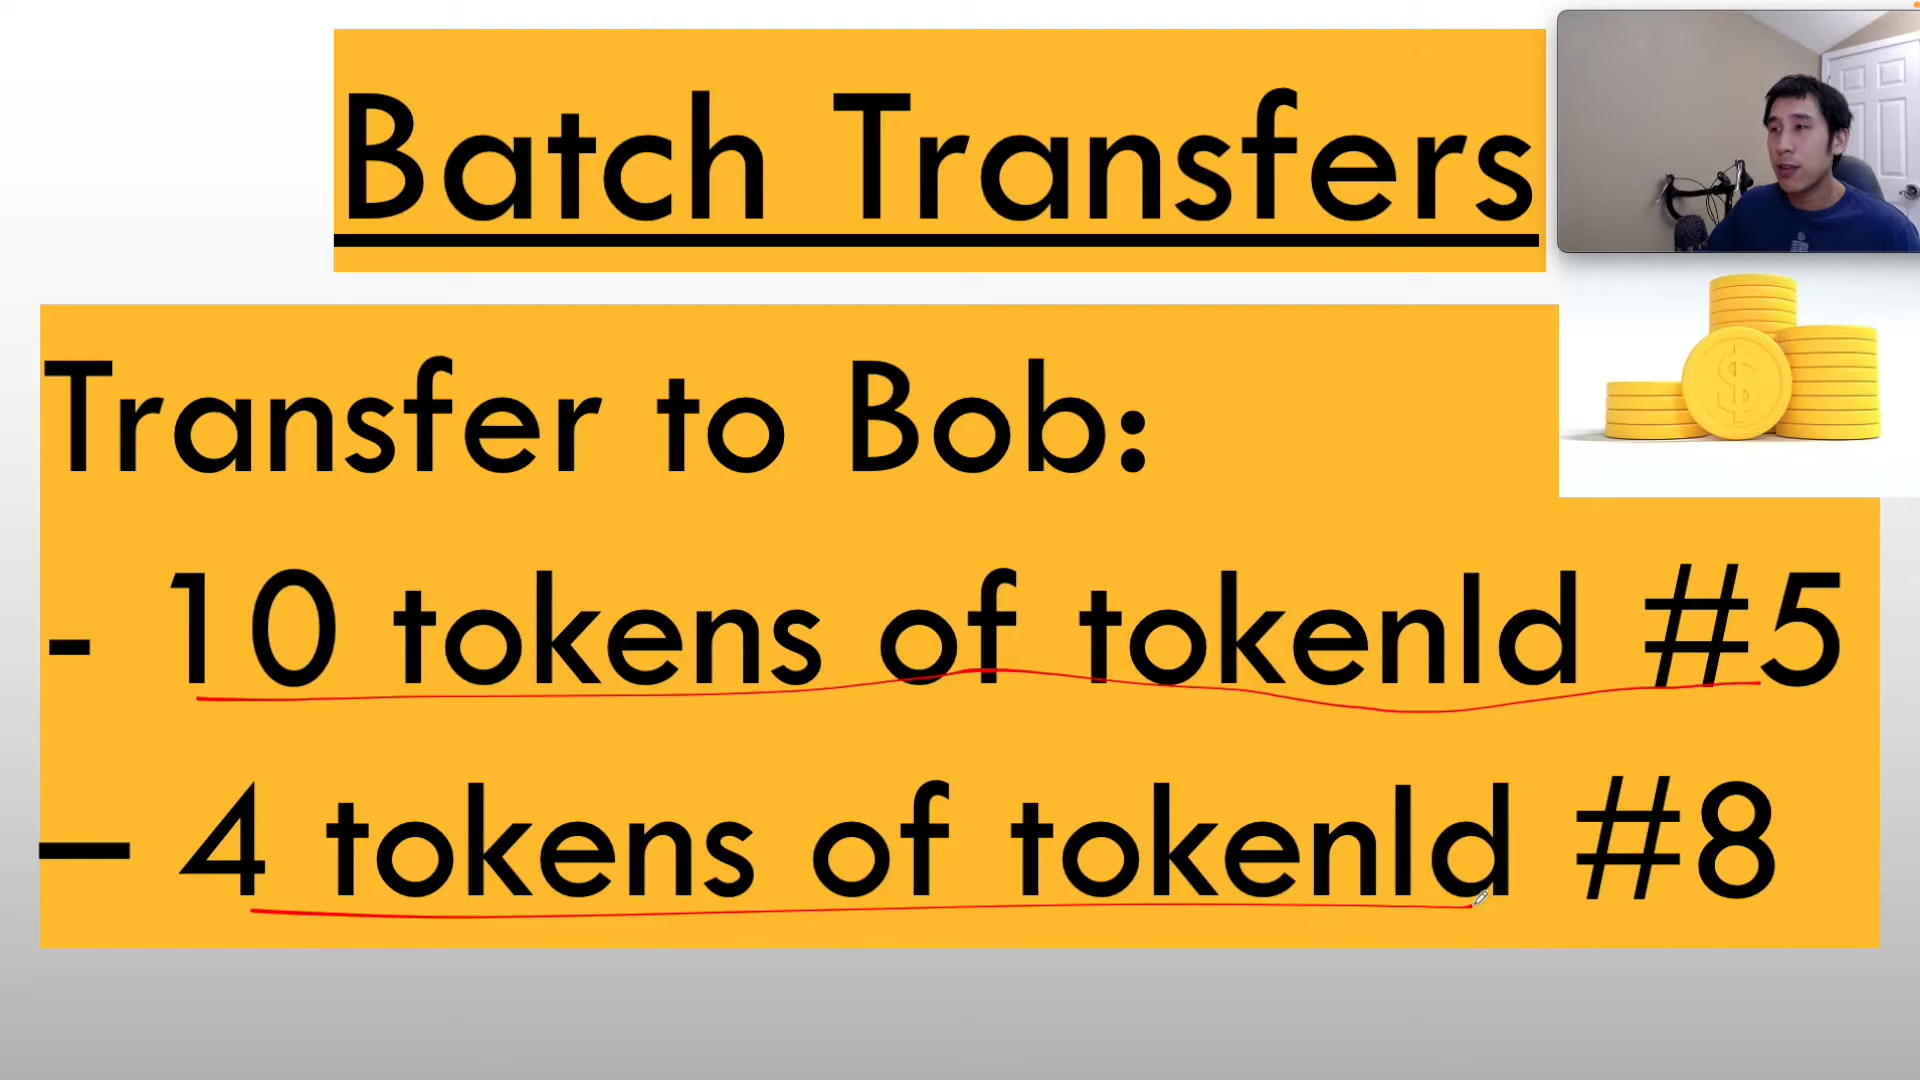 Batch Transfers
Transfer to Bob:
- 10 tokens of tokenId #5
– 4 tokens of tokenId #8